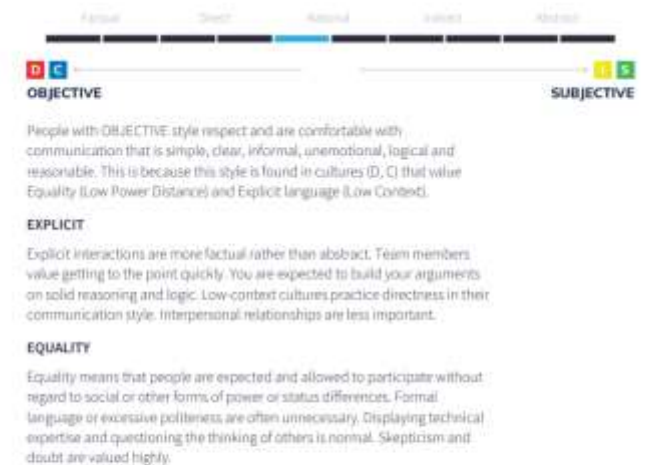 Factual Direct Rational Indirect Abstract
D C I S
OBJECTIVE SUBJECTIVE
People with OBJECTIVE style respect and are comfortable with
communication that is simple, clear, informal, unemotional, logical and
reasonable. This is because this style is found in cultures (D, C) that value
Equality (Low Power Distance) and Explicit language (Low Context).
EXPLICIT
Explicit interactions are more factual rather than abstract. Team members
value getting to the point quickly. You are expected to build your arguments
on solid reasoning and logic. Low-context cultures practice directness in their
communication style. Interpersonal relationships are less important.
EQUALITY
Equality means that people are expected and allowed to participate without
regard to social or other forms of power or status differences. Formal
language or excessive politeness are often unnecessary. Displaying technical
expertise and questioning the thinking of others is normal. Skepticism and
doubt are valued highly.